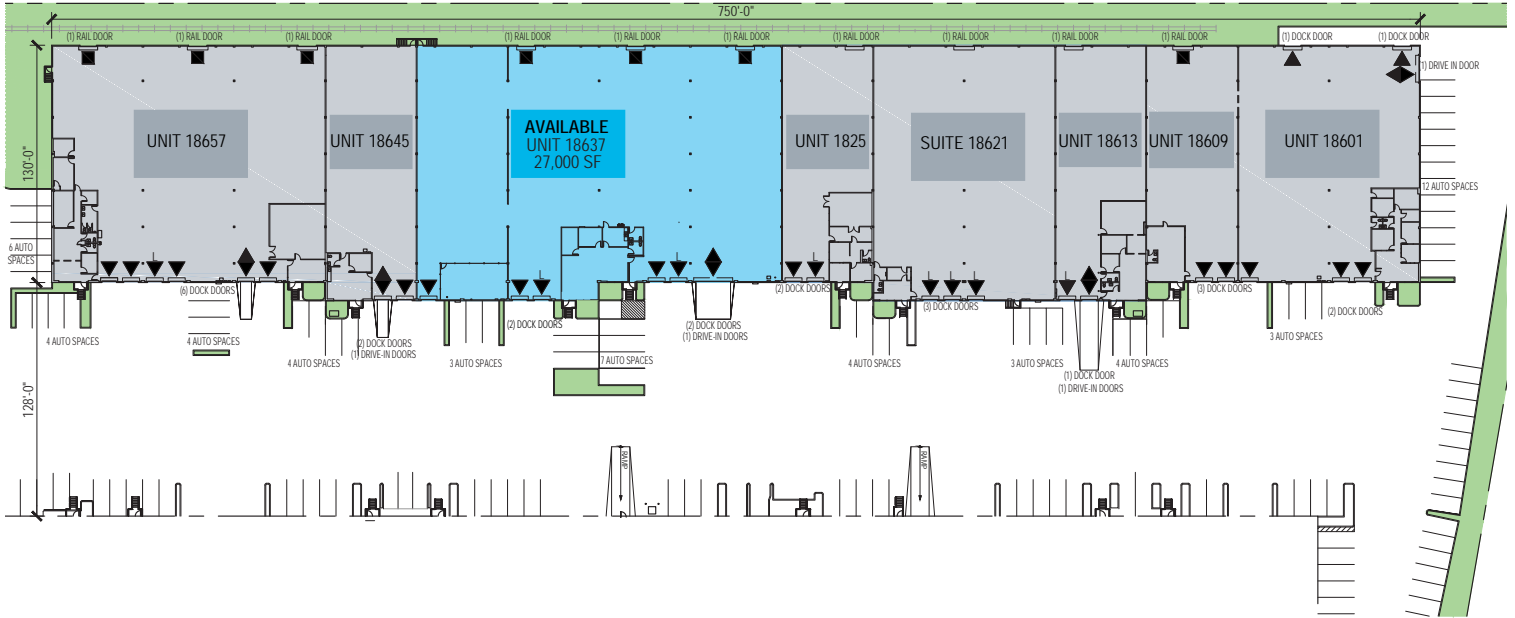 750'-0"
(1) RAIL DOOR
(1) RAIL DOOR
(1) RAIL DOOR
(1) RAIL DOOR
(1) RAIL DOOR
(1) RAIL DOOR
(1) RAIL DOOR
(1) RAIL DOOR
(1) RAIL DOOR
(1) RAIL DOOR
(1) DOCK DOOR
(1) DOCK DOOR
(1) DRIVE IN DOOR
130'-0"
UNIT 18657
UNIT 18645
AVAILABLE
UNIT 18637
27,000 SF
UNIT 1825
SUITE 18621
UNIT 18613
UNIT 18609
UNIT 18601
12 AUTO SPACES
6 AUTO
SPACES
(6) DOCK DOORS
(2) DOCK DOORS
(3) DOCK DOORS
(3) DOCK DOORS
(2) DOCK DOORS
(2) DOCK DOORS
(2) DOCK DOORS
(1) DRIVE-IN DOORS
4 AUTO SPACES
4 AUTO SPACES
(2) DOCK DOORS
(1) DRIVE-IN DOORS
4 AUTO SPACES
3 AUTO SPACES
7 AUTO SPACES
4 AUTO SPACES
3 AUTO SPACES
4 AUTO SPACES
3 AUTO SPACES
(1) DOCK DOOR
(1) DRIVE-IN DOORS
128'-0"
RAMP
RAMP